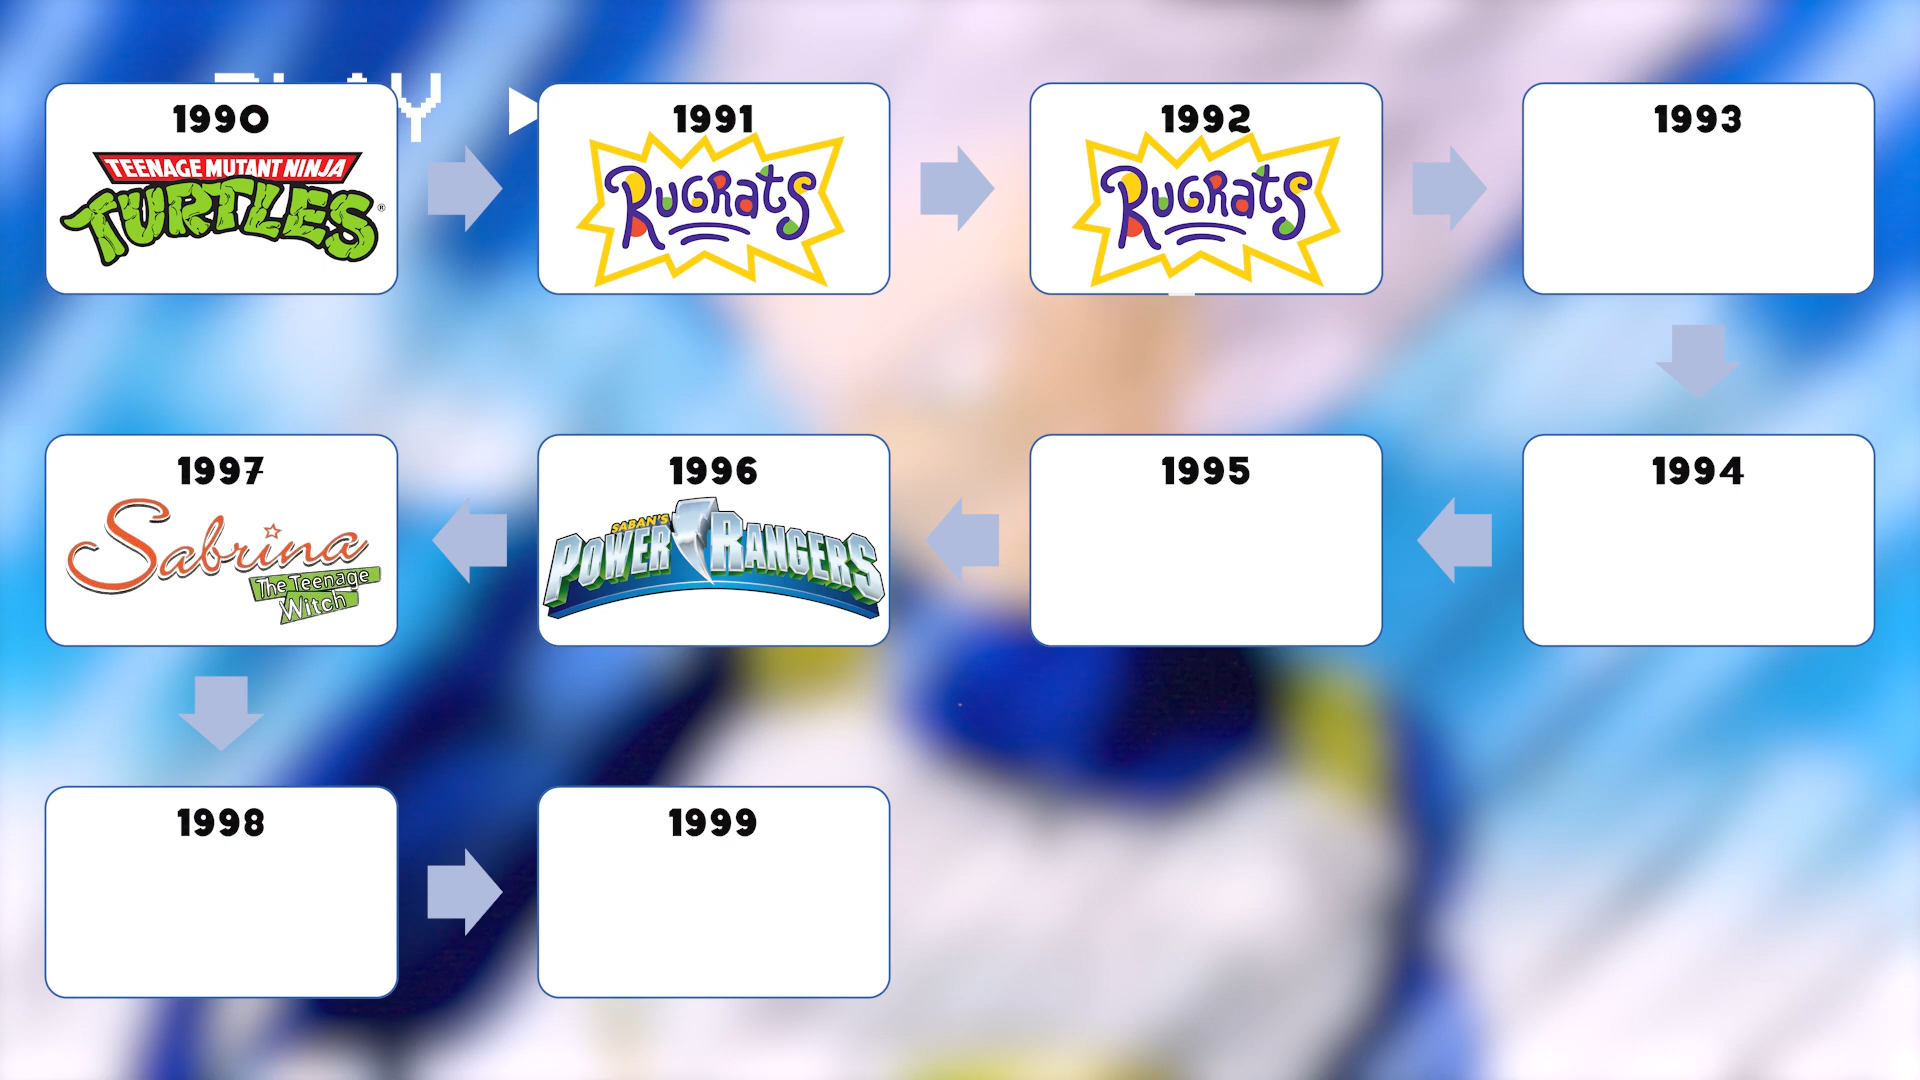 PLAY
1990
TEENAGE MUTANT NINJA
TURTLES®
1991
RUGRatS
1992
RUGRatS
1993
1997
Sabrina
The Teenage
Witch
1996
SABAN'S
POWER RANGERS
1995
1994
1998
1999